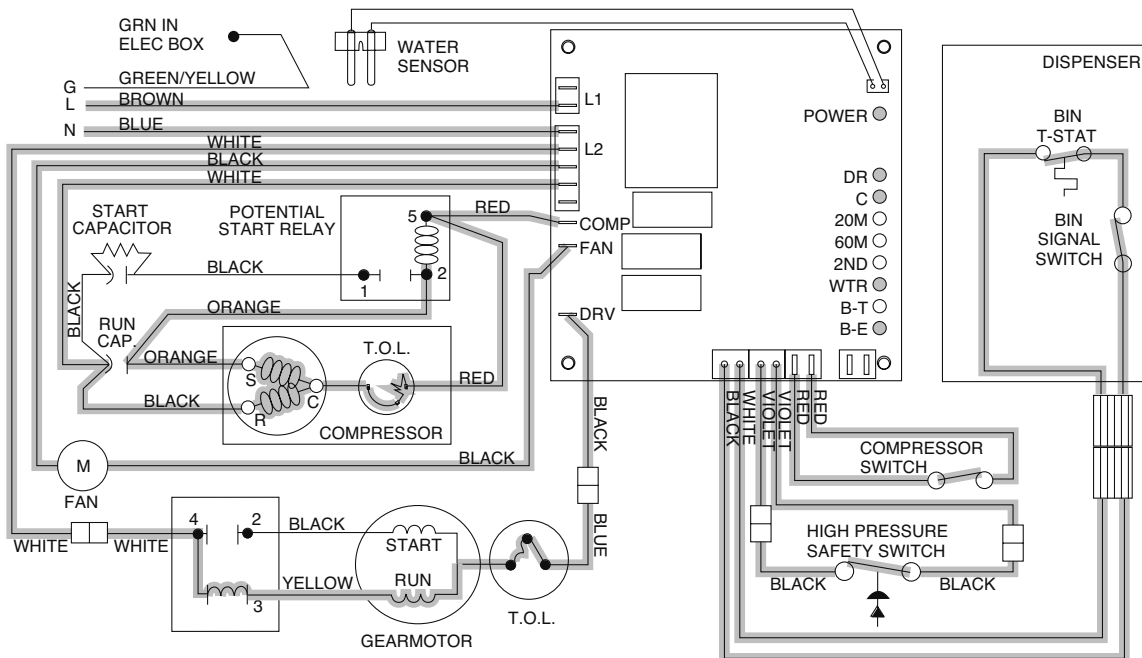 GRN IN
ELEC BOX
WATER
SENSOR
DISPENSER
G
GREEN/YELLOW
L
BROWN
L1
POWER
N
BLUE
WHITE
L2
BLACK
WHITE
BIN
T-STAT
DR
C
20M
60M
2ND
WTR
B-T
B-E
BIN
SIGNAL
SWITCH
START
CAPACITOR
POTENTIAL
START RELAY
5
RED
COMP
FAN
BLACK
1
2
ORANGE
DRV
BLACK
RUN
CAP.
ORANGE
T.O.L.
S
C
RED
BLACK
R
COMPRESSOR
BLACK
WHITE
VIOLET
VIOLET
RED
RED
BLACK
COMPRESSOR
SWITCH
M
FAN
BLACK
4
2
BLACK
START
BLUE
HIGH PRESSURE
SAFETY SWITCH
WHITE
WHITE
YELLOW
RUN
3
BLACK
BLACK
T.O.L.
GEARMOTOR